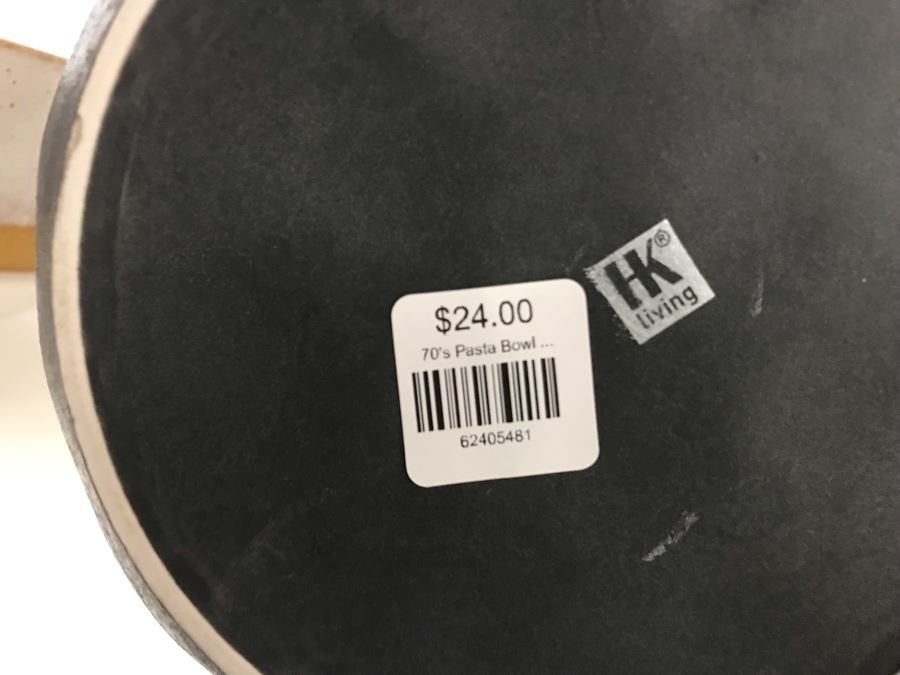 $24.00
70's Pasta Bowl ...
62405481
HK®
living